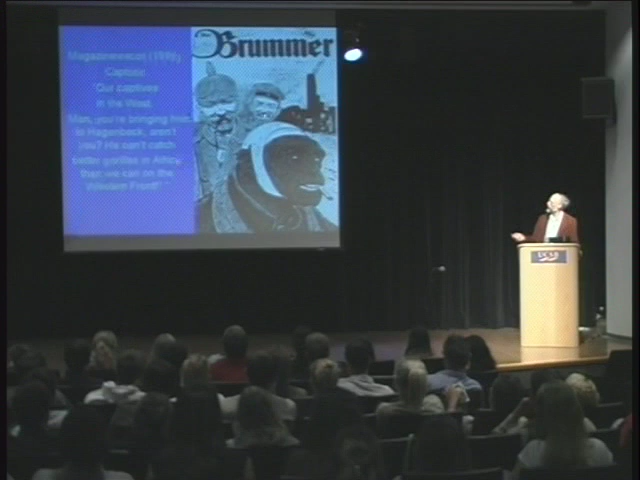 Brummer
Caption:
"Our captives
in the West.
Man, you're bringing him
to Hagenbeck, aren't
you? He can't catch
better gorillas in Africa
than we can on the
Western Front!"